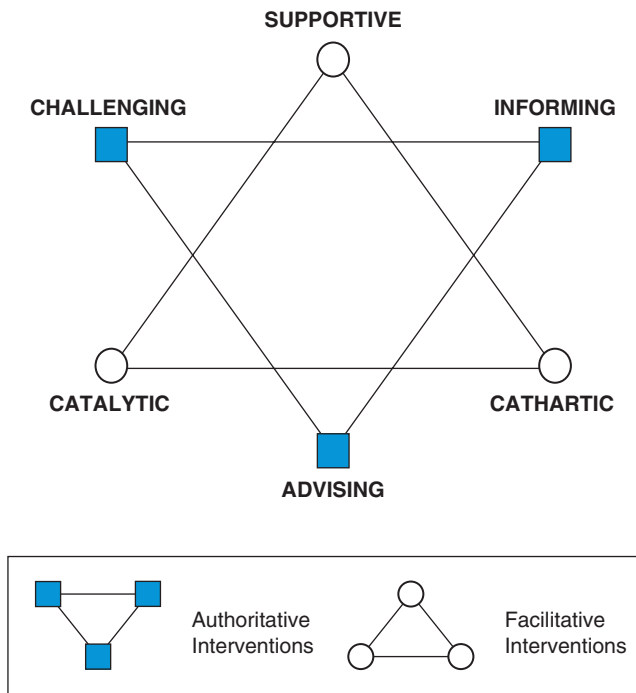 SUPPORTIVE
CHALLENGING
INFORMING
CATALYTIC
CATHARTIC
ADVISING
Authoritative
Interventions
Facilitative
Interventions